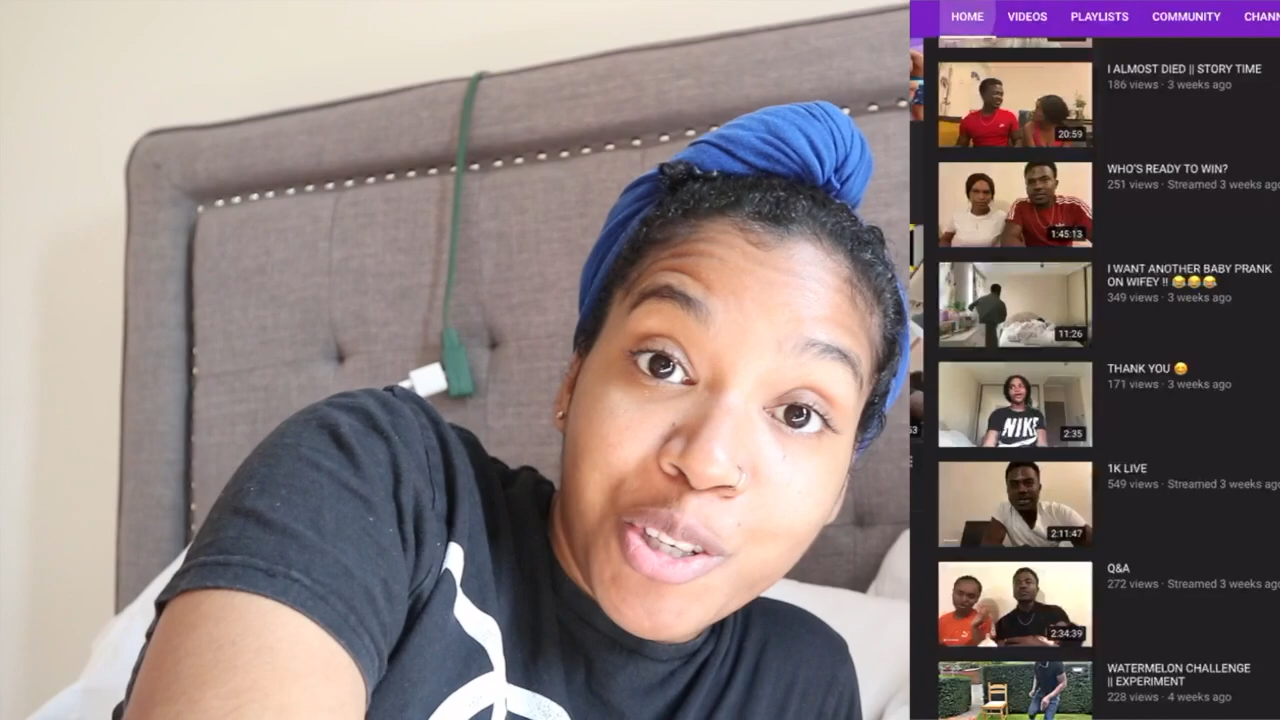 HOME VIDEOS PLAYLISTS COMMUNITY CHANN
I ALMOST DIED || STORY TIME
186 views · 3 weeks ago
20:59
WHO'S READY TO WIN?
251 views · Streamed 3 weeks ago
1:45:13
I WANT ANOTHER BABY PRANK
ON WIFEY !! 😂😂😂
349 views · 3 weeks ago
11:26
THANK YOU 😊
171 views · 3 weeks ago
NIKE
2:35
1K LIVE
549 views · Streamed 3 weeks ago
2:11:47
Q&A
272 views · Streamed 3 weeks ago
2:34:39
WATERMELON CHALLENGE
|| EXPERIMENT
228 views · 4 weeks ago
53